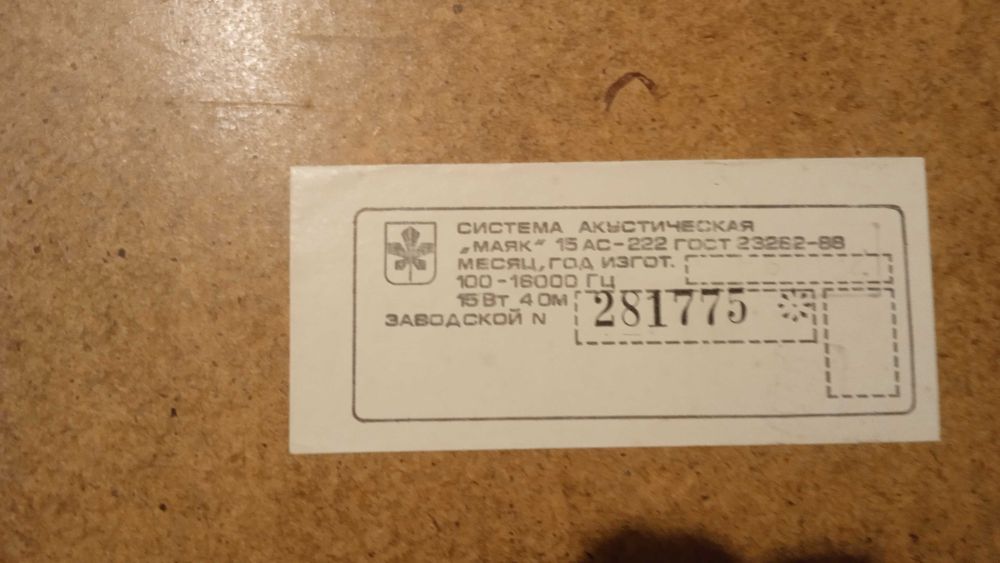 СИСТЕМА АКУСТИЧЕСКАЯ
„МАЯК“ 15 АС-222 ГОСТ 23262-88
МЕСЯЦ, ГОД ИЗГОТ.
100-16000 ГЦ
15 Вт 4 Ом
ЗАВОДСКОЙ N 281775